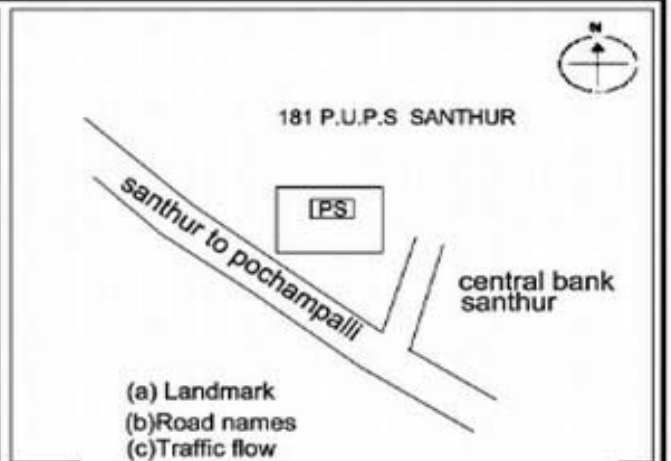 N
181 P.U.P.S SANTHUR
PS
santhur to pochampalli
central bank
santhur
(a) Landmark
(b)Road names
(c)Traffic flow